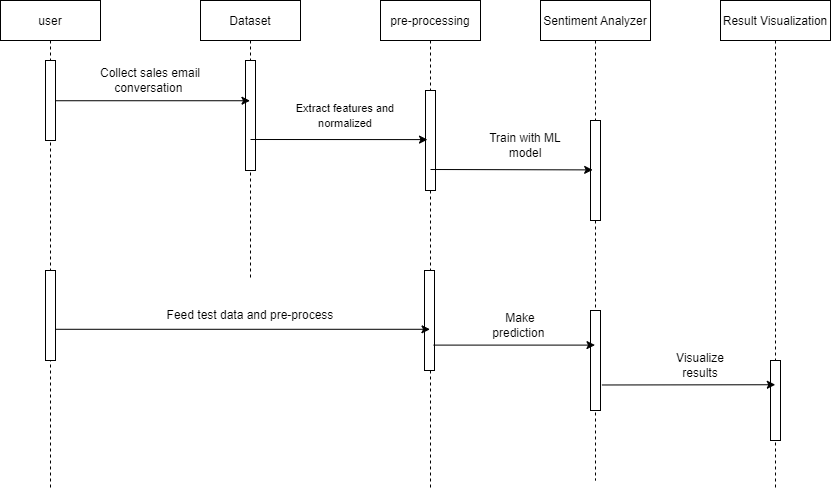 user
Dataset
pre-processing
Sentiment Analyzer
Result Visualization
Collect sales email
conversation
Extract features and
normalized
Train with ML
model
Feed test data and pre-process
Make
prediction
Visualize
results